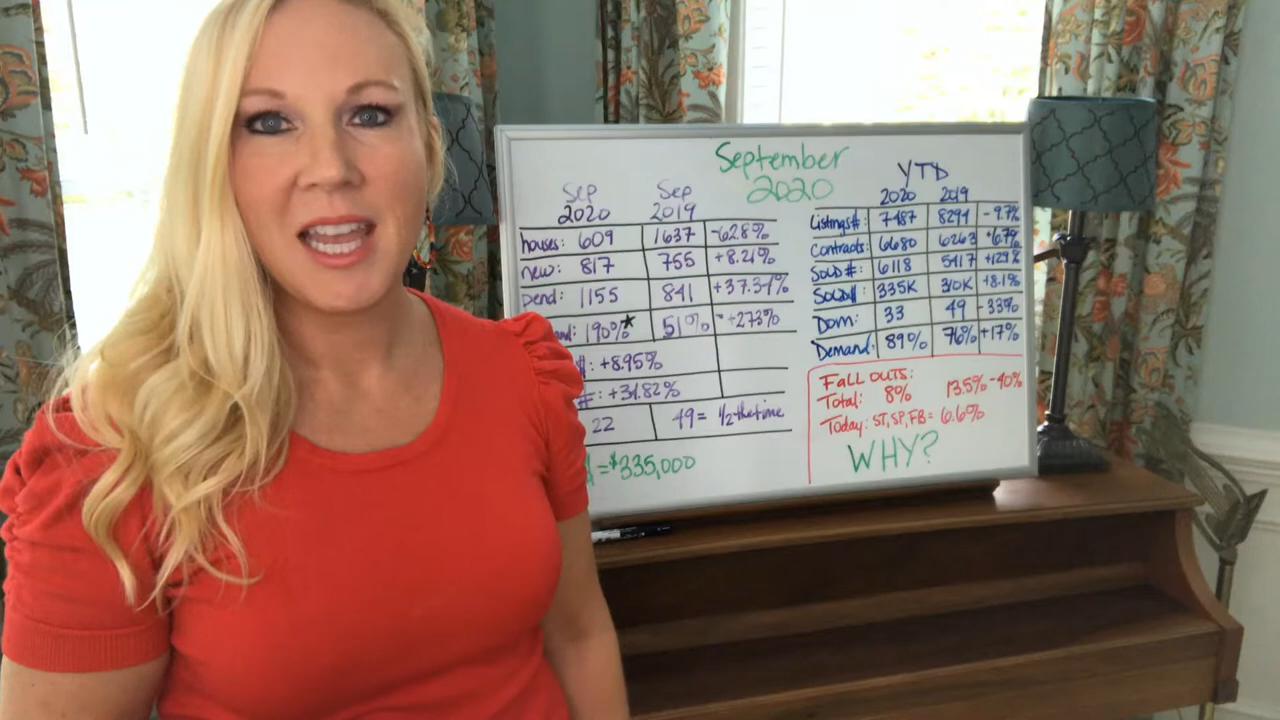 September
2020
Sep Sep
2020 2019
houses: 609 1637 -62.8%
new: 817 755 +8.21%
pend: 1155 841 +37.34%
and: 190%* 51% +273%
$: +8.95%
#: +31.82%
22 49 = 1/2 the time
$ = $335,000
YTD
2020 2019
Listings#: 7487 8294 -9.7%
Contracts: 6680 6263 +6.7%
Sold #: 6118 5417 +12.9%
Sold$: 335K 310K +8.1%
Dom: 33 49 -33%
Demand: 89% 76% +17%
FALL OUTS:
Total: 8% 13.5% -40%
Today: ST, SP, FB = 6.6%
WHY?